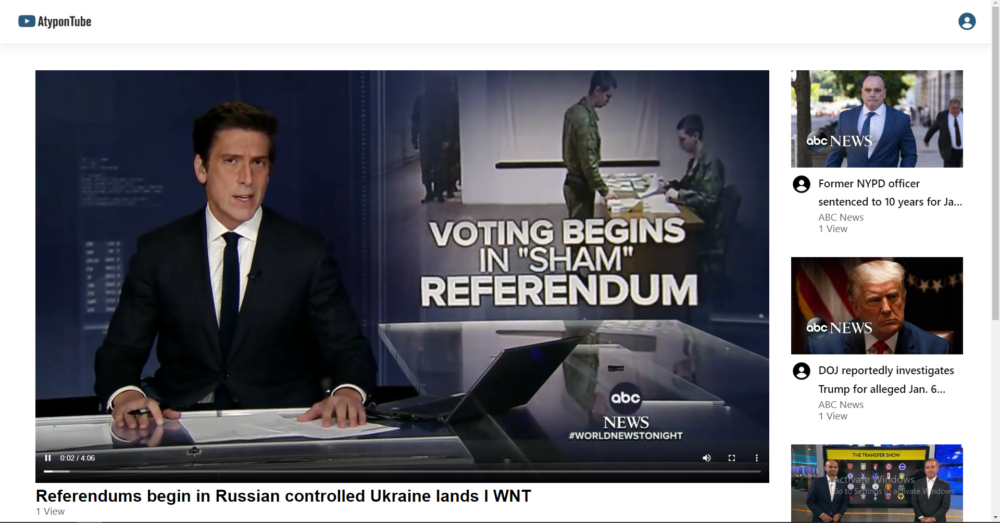 AtyponTube
VOTING BEGINS
IN "SHAM"
REFERENDUM
abc
NEWS
#WORLDNEWSTONIGHT
0:02 / 4:06
Referendums begin in Russian controlled Ukraine lands I WNT
1 View
abc NEWS
Former NYPD officer
sentenced to 10 years for Ja...
ABC News
1 View
abc NEWS
DOJ reportedly investigates
Trump for alleged Jan. 6...
ABC News
1 View
THE TRANSFER SHOW
Activate Windows
Go to Settings to activate Windows.